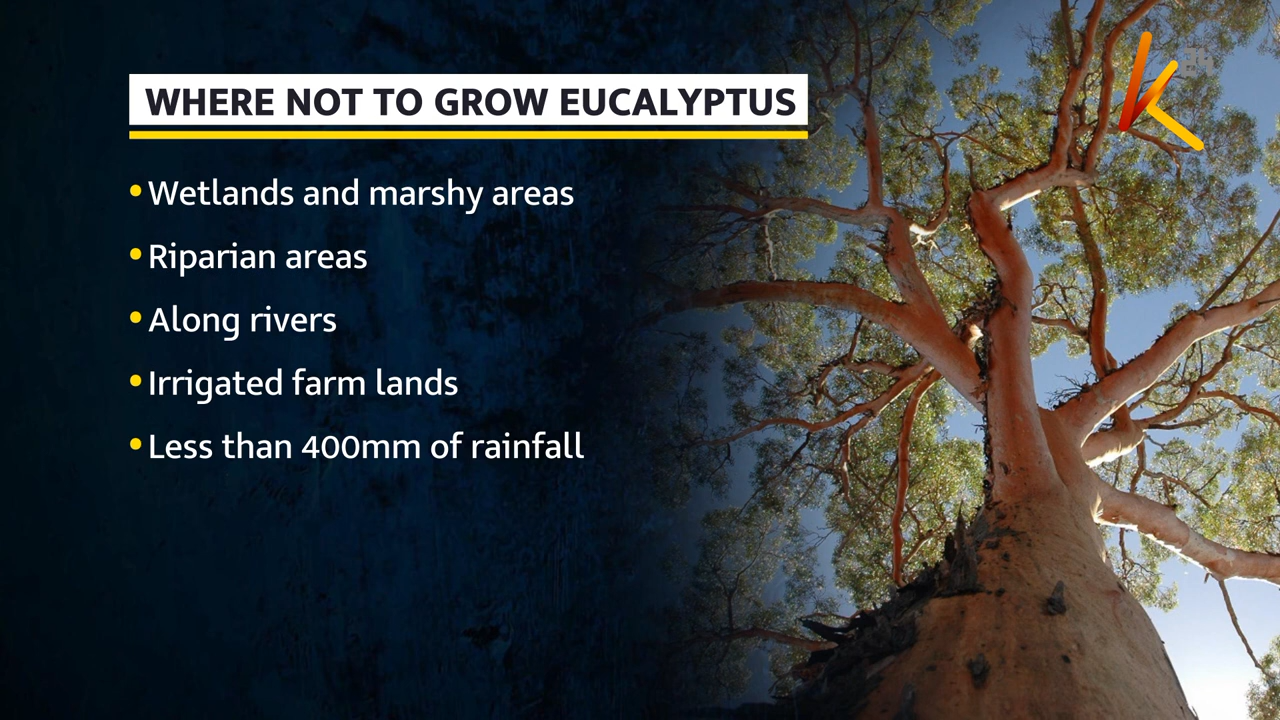 WHERE NOT TO GROW EUCALYPTUS
Wetlands and marshy areas
Riparian areas
Along rivers
Irrigated farm lands
Less than 400mm of rainfall